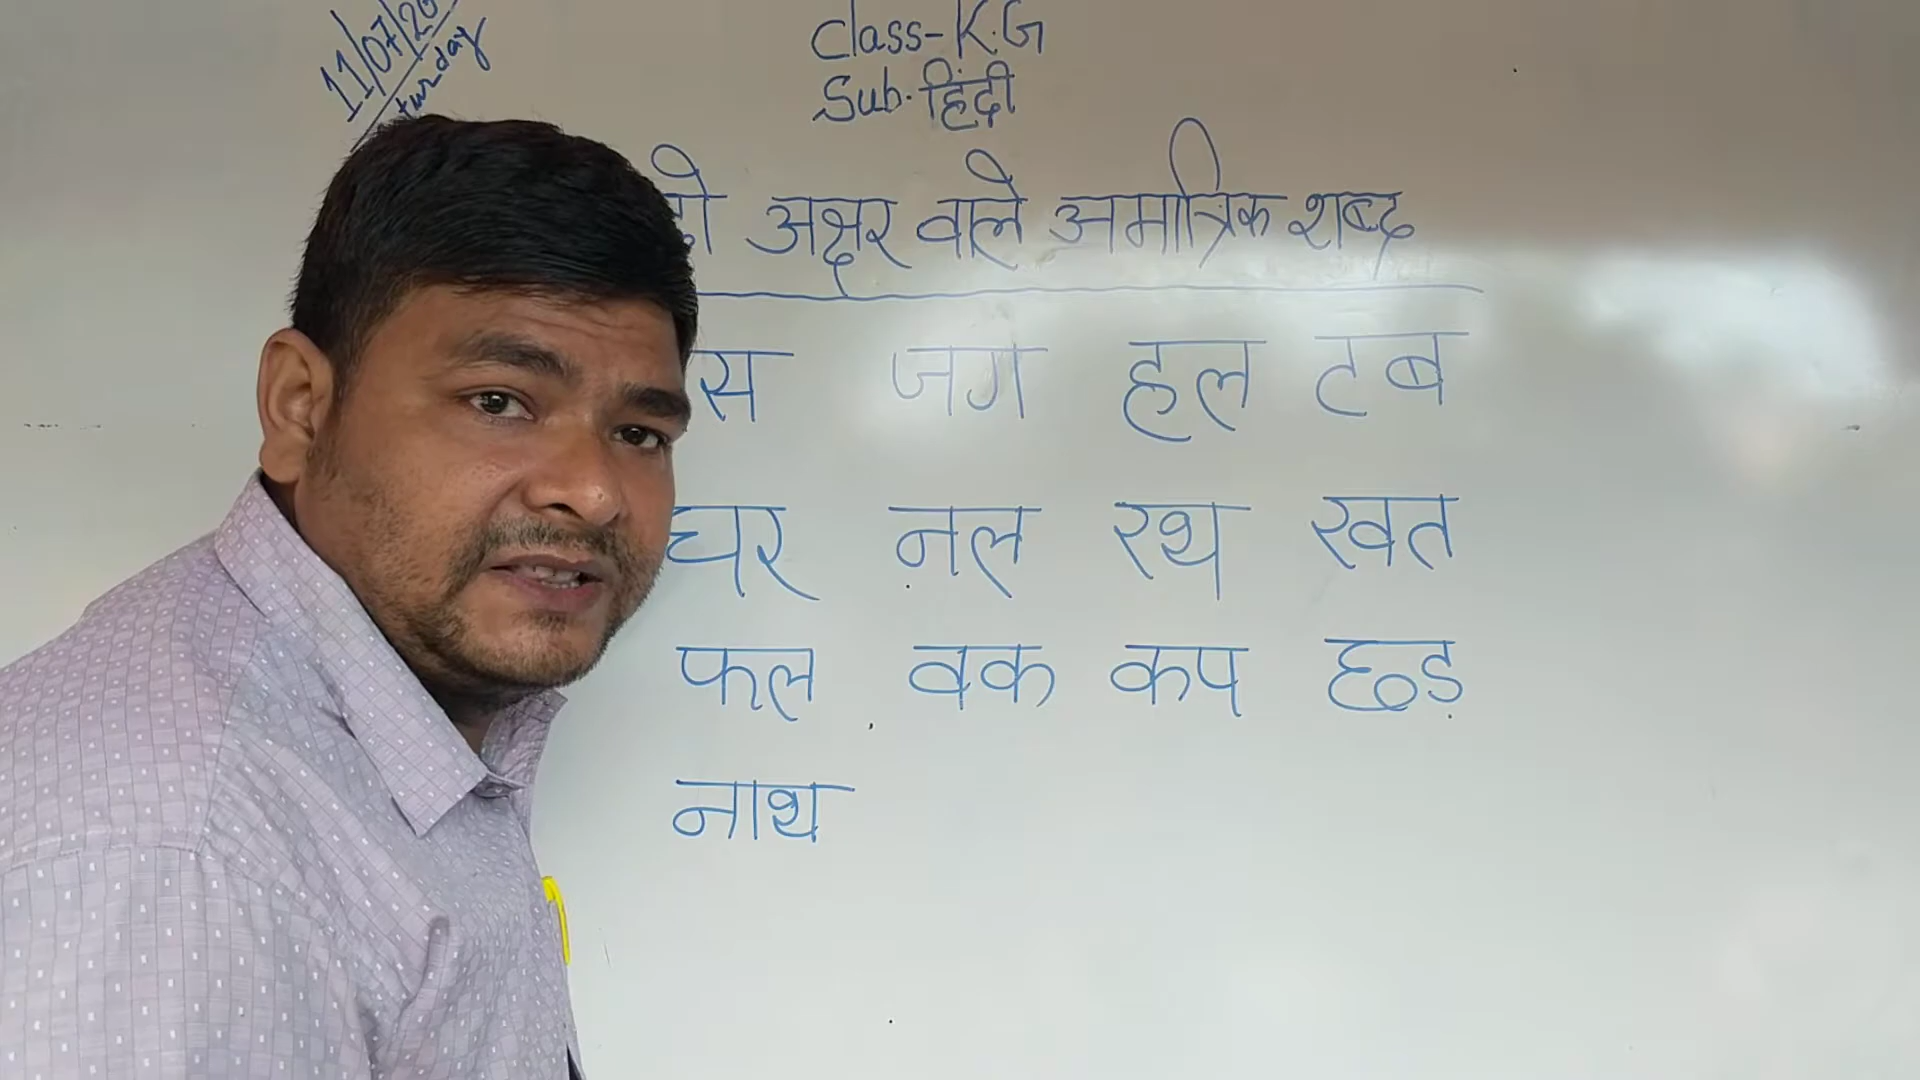 11/07/20
class-K.G
Sub. हिंदी
दो अक्षर वाले अमात्रिक शब्द
जग हल टब
घर नल रथ खत
फल वक कप छड़
नाथ